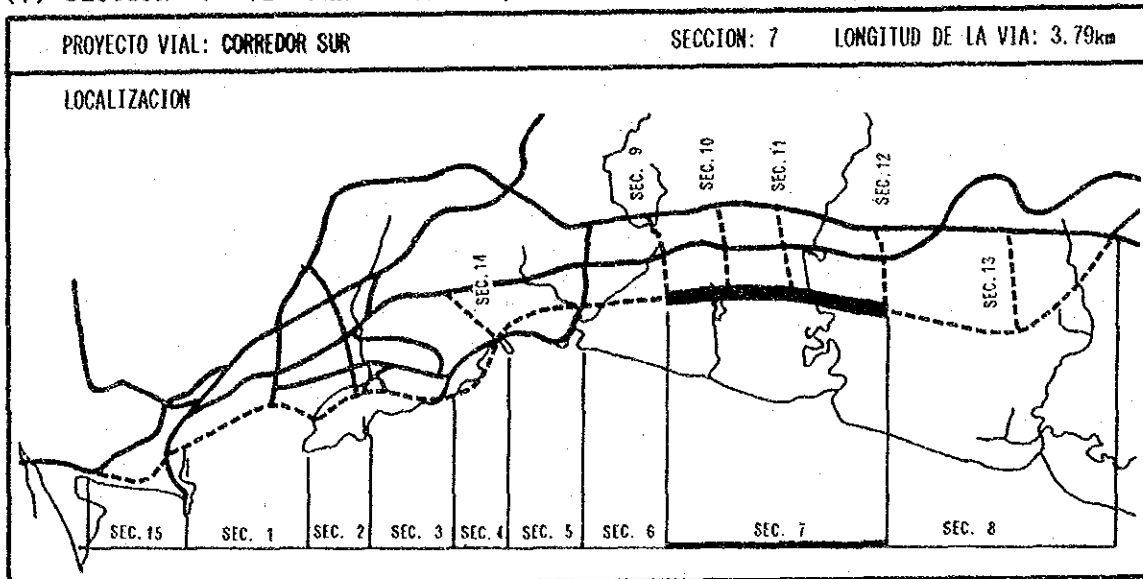 PROYECTO VIAL: CORREDOR SUR SECCION: 7 LONGITUD DE LA VIA: 3.79km
LOCALIZACION
SEC. 9
SEC. 10
SEC. 11
SEC. 12
SEC. 14
SEC. 13
SEC. 15 SEC. 1 SEC. 2 SEC. 3 SEC. 4 SEC. 5 SEC. 6 SEC. 7 SEC. 8